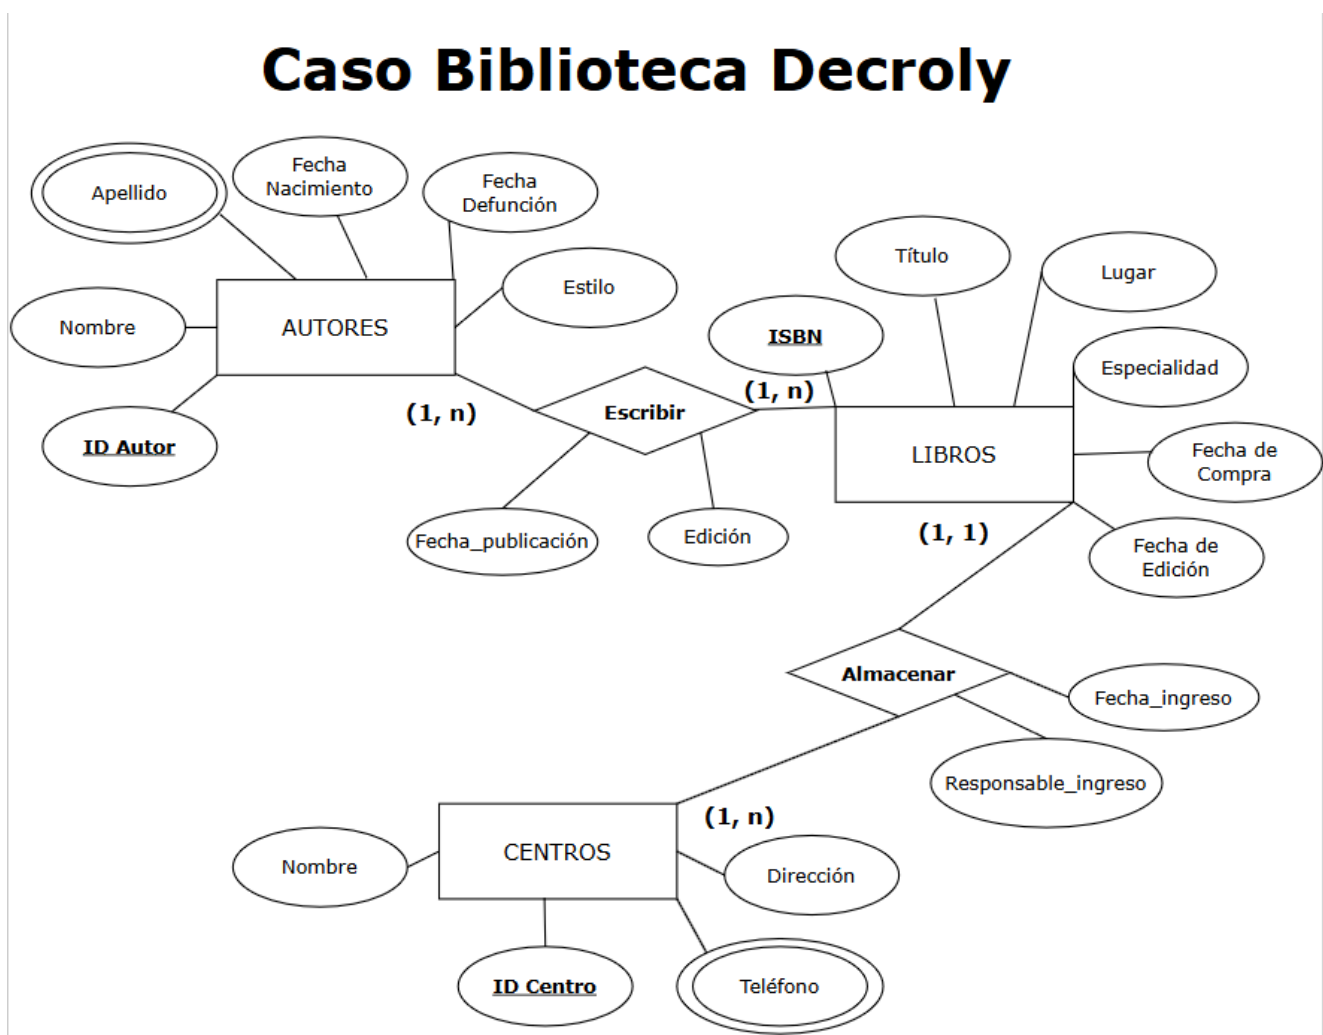 Caso Biblioteca Decroly
Apellido
Fecha
Nacimiento
Fecha
Defunción
Estilo
Nombre
AUTORES
ID Autor
(1, n)
Escribir
(1, n)
Fecha_publicación
Edición
ISBN
Título
Lugar
Especialidad
LIBROS
Fecha de
Compra
Fecha de
Edición
(1, 1)
Almacenar
Fecha_ingreso
Responsable_ingreso
(1, n)
Nombre
CENTROS
Dirección
ID Centro
Teléfono